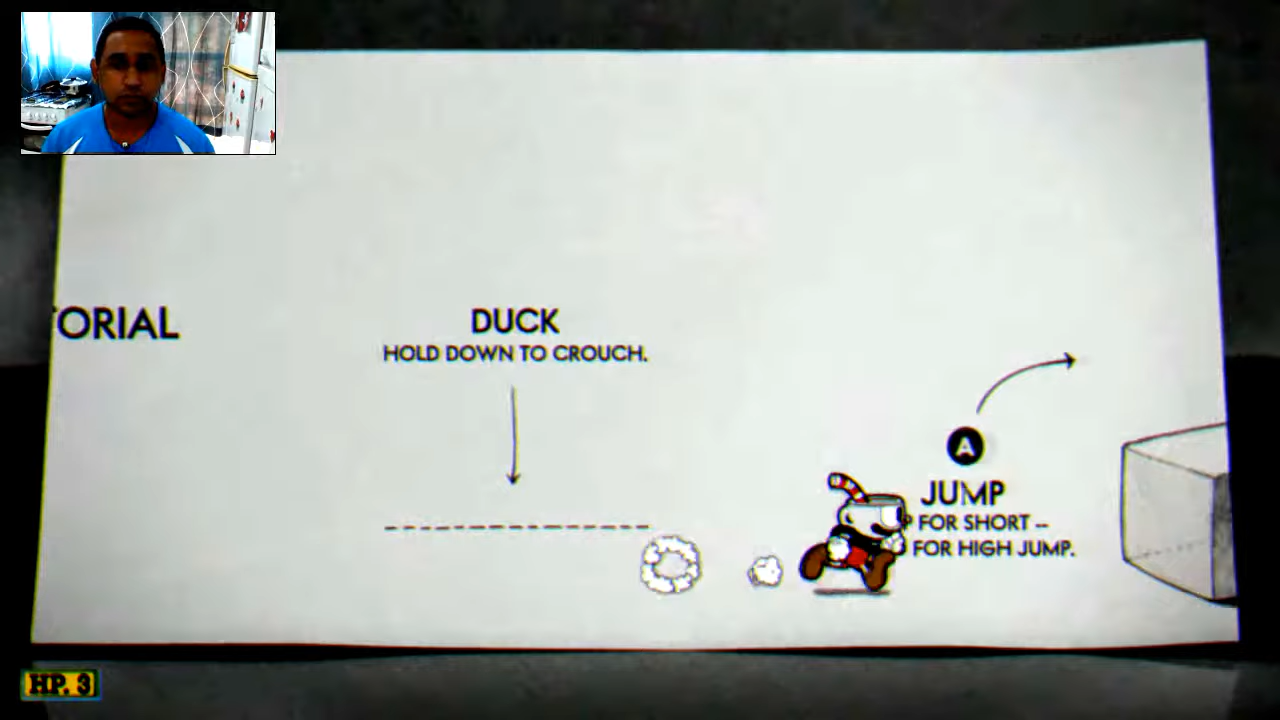 TORIAL
DUCK
HOLD DOWN TO CROUCH.
A
JUMP
P FOR SHORT --
FOR HIGH JUMP.
HP. 3